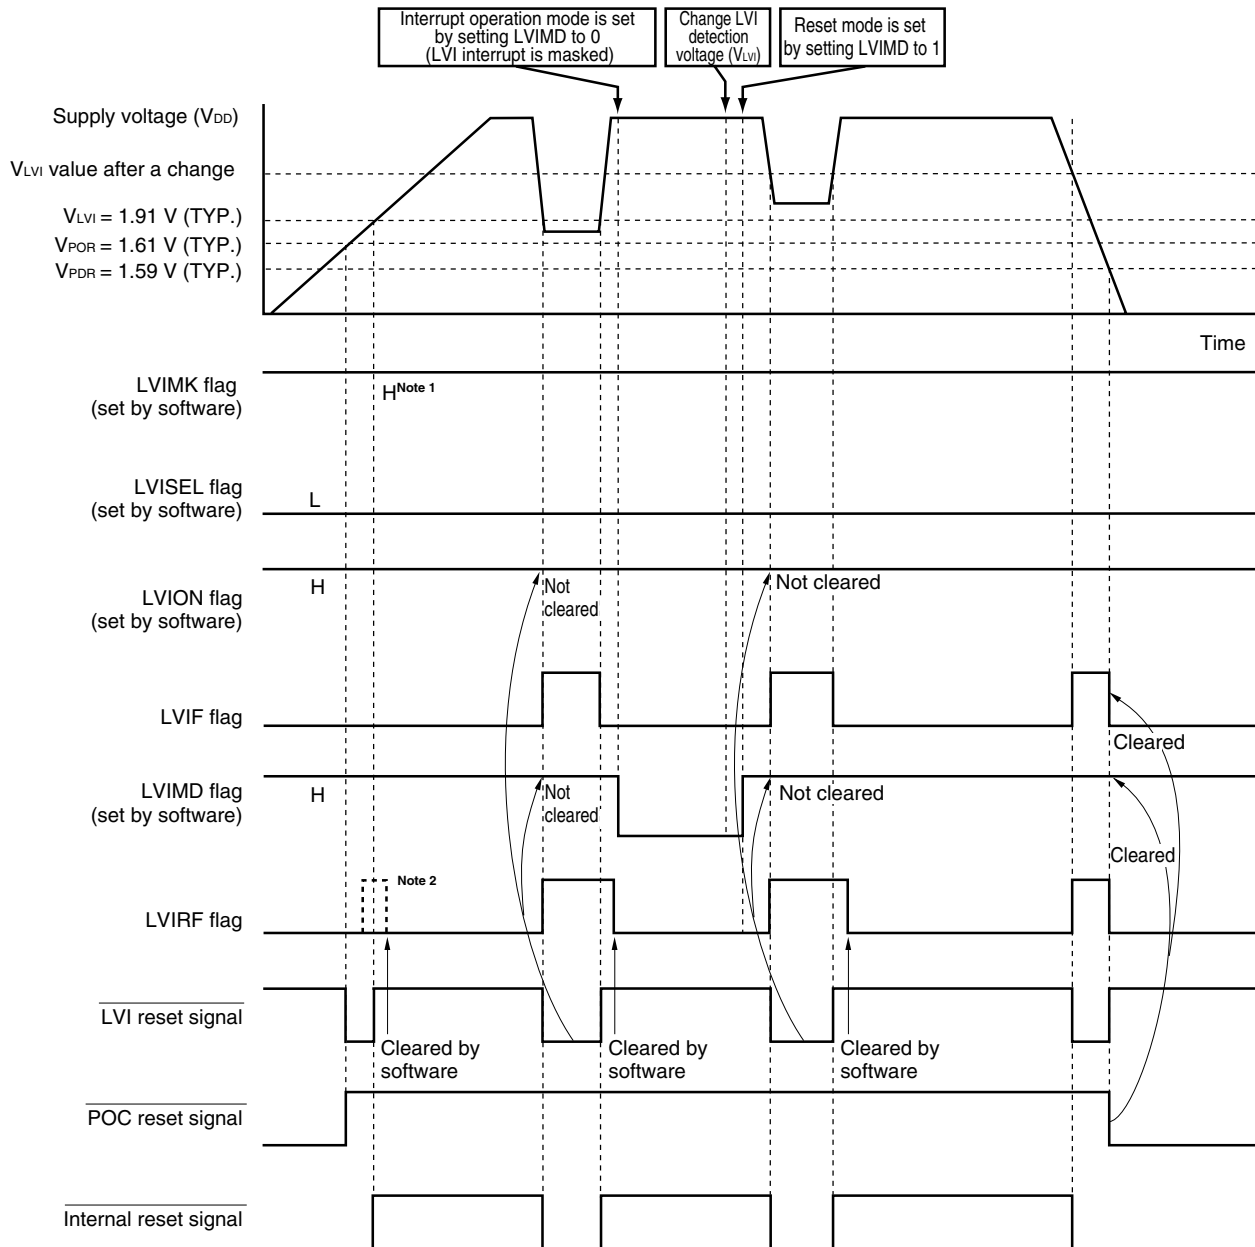 Interrupt operation mode is set
by setting LVIMD to 0
(LVI interrupt is masked)
Change LVI
detection
voltage (VLVI)
Reset mode is set
by setting LVIMD to 1
Supply voltage (VDD)
VLVI value after a change
VLVI = 1.91 V (TYP.)
VPOR = 1.61 V (TYP.)
VPDR = 1.59 V (TYP.)
Time
LVIMK flag
(set by software)
H Note 1
LVISEL flag
(set by software)
L
LVION flag
(set by software)
H
Not
cleared
Not cleared
LVIF flag
Cleared
LVIMD flag
(set by software)
H
Not
cleared
Not cleared
Cleared
LVIRF flag
Note 2
LVI reset signal
Cleared by
software
Cleared by
software
Cleared by
software
POC reset signal
Internal reset signal